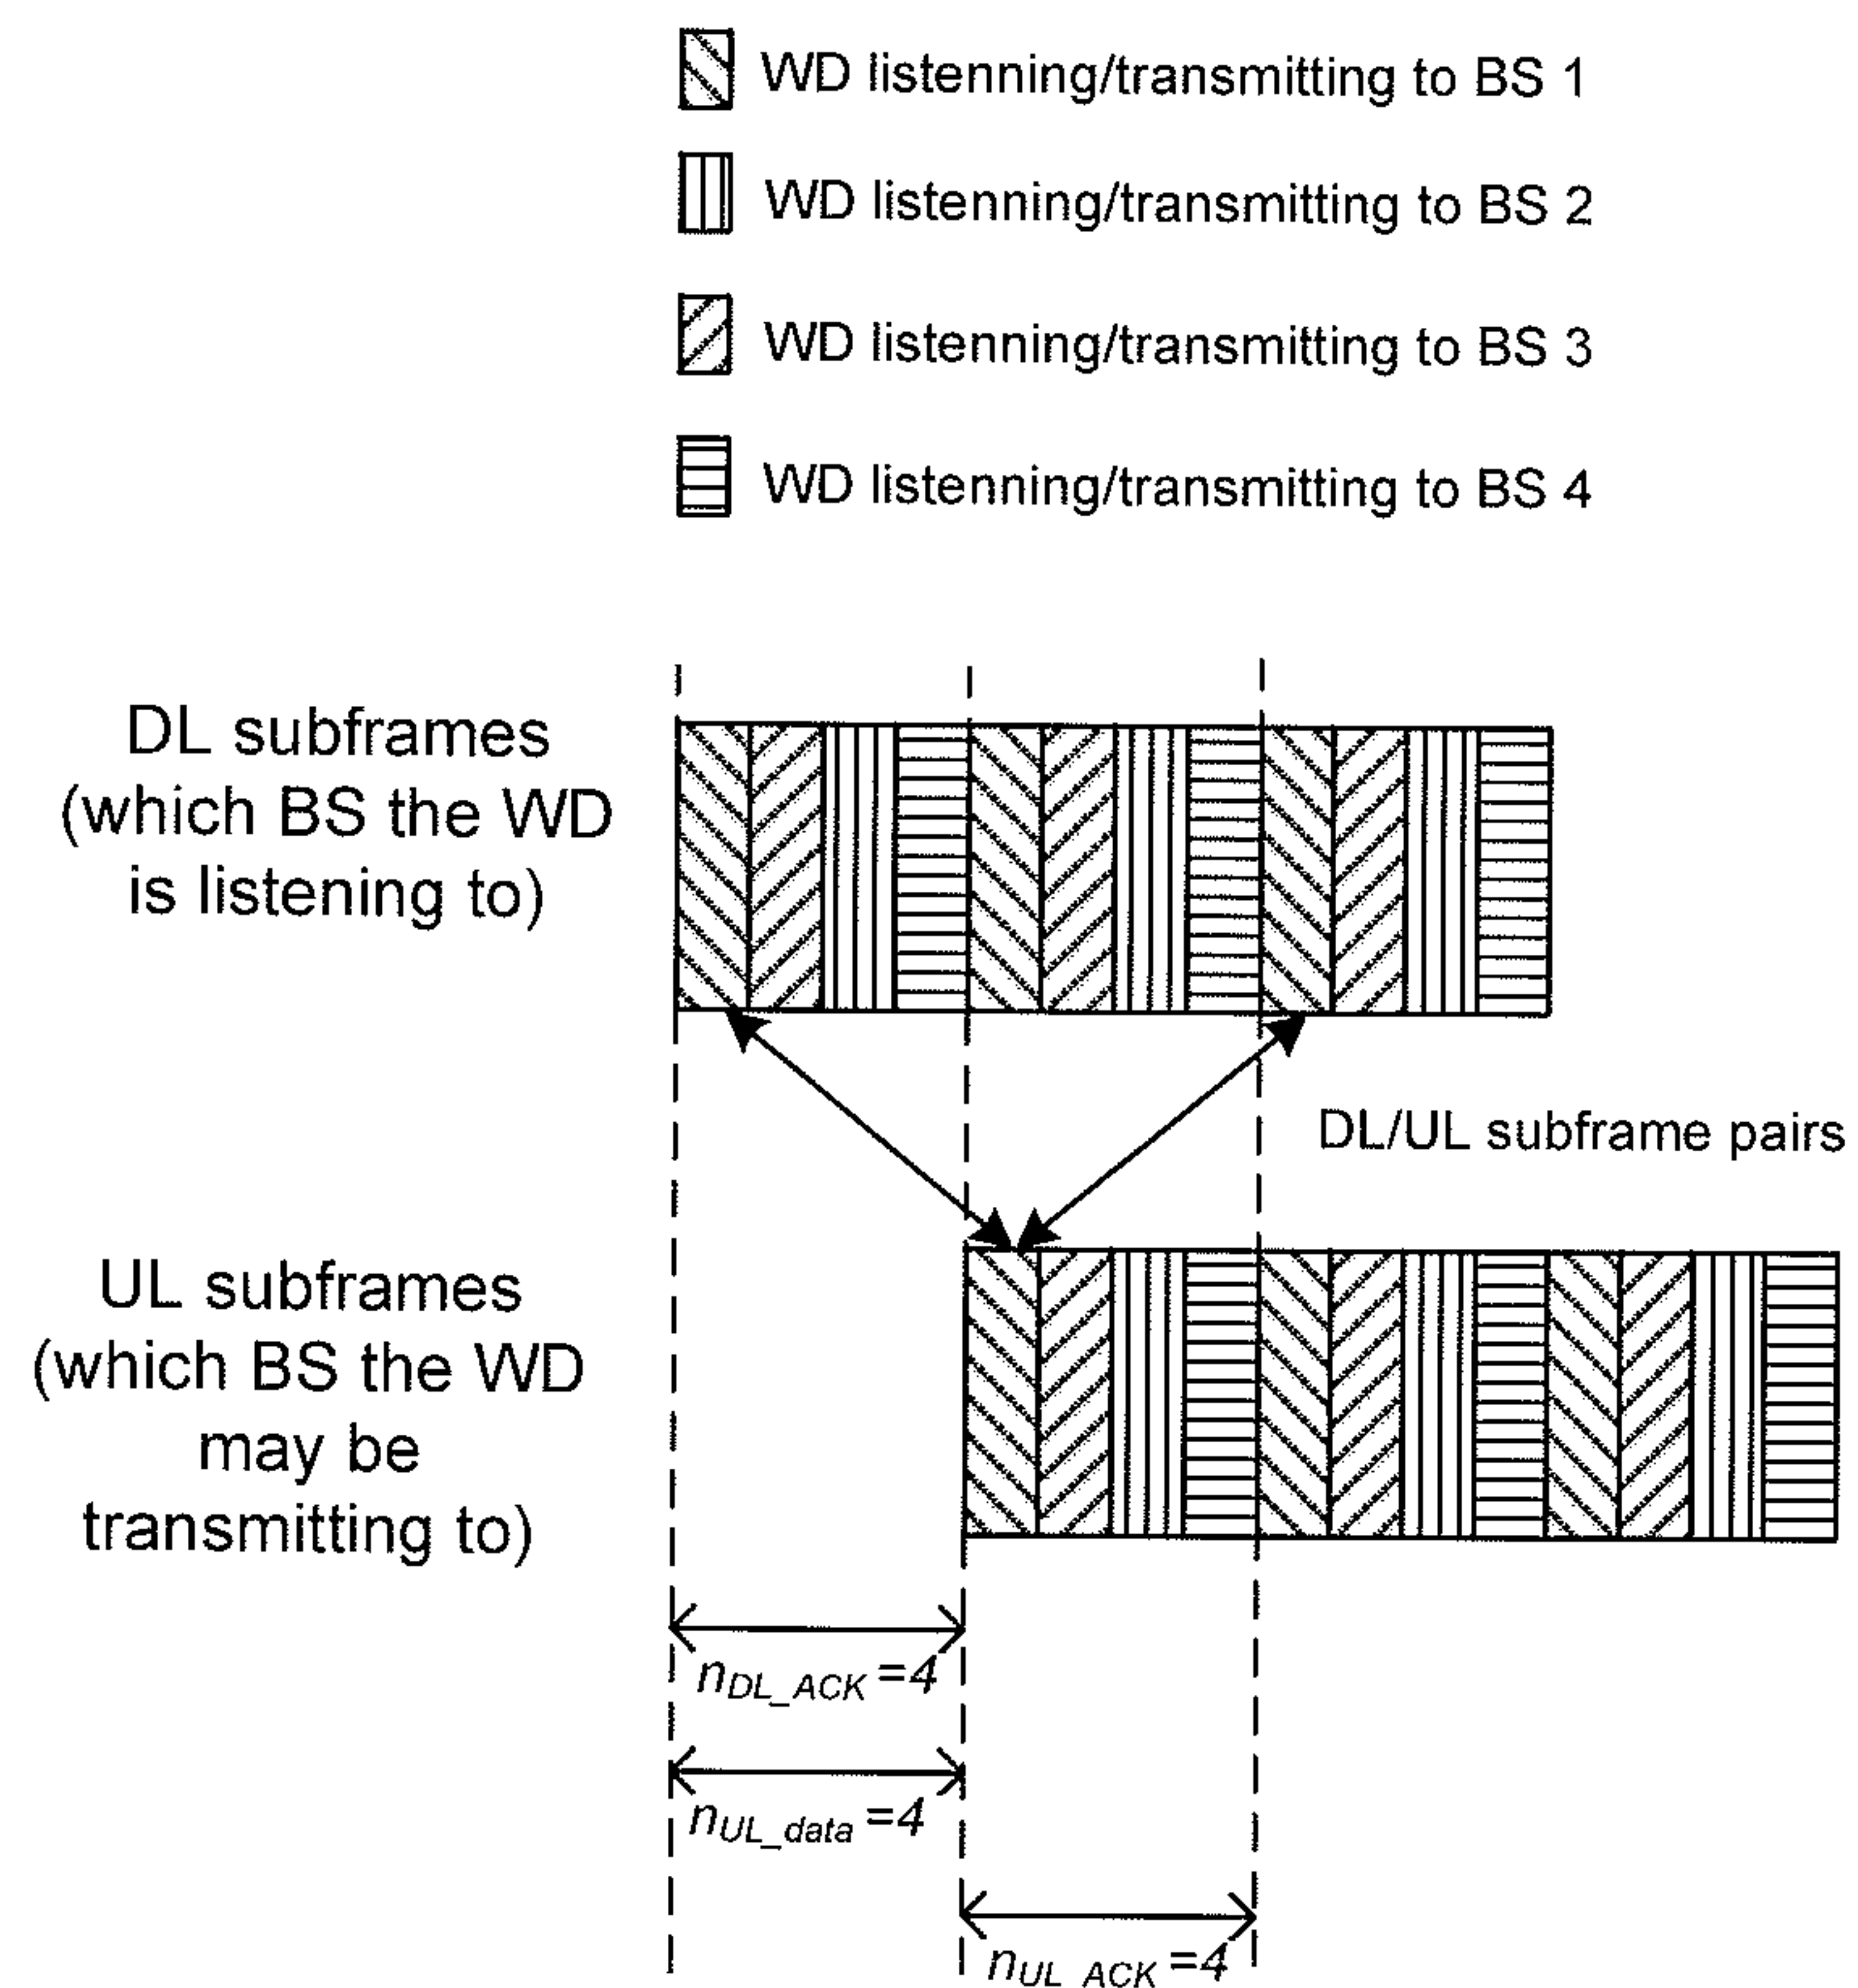 WD listenning/transmitting to BS 1
WD listenning/transmitting to BS 2
WD listenning/transmitting to BS 3
WD listenning/transmitting to BS 4
DL subframes
(which BS the WD
is listening to)
DL/UL subframe pairs
UL subframes
(which BS the WD
may be
transmitting to)
nDL_ACK=4
nUL_data=4
nUL_ACK=4